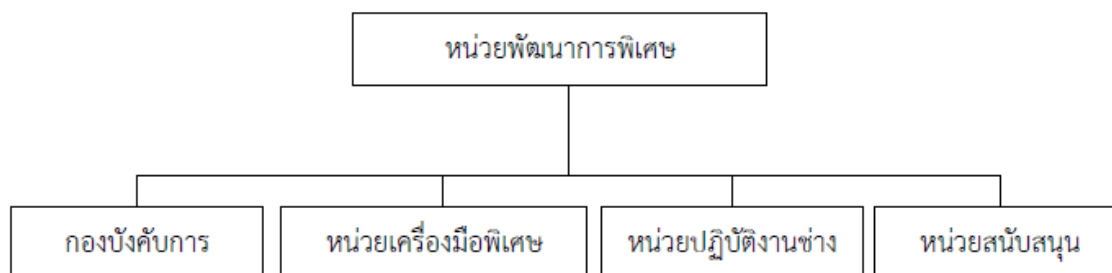 หน่วยพัฒนาการพิเศษ
กองบังคับการ
หน่วยเครื่องมือพิเศษ
หน่วยปฏิบัติงานช่าง
หน่วยสนับสนุน